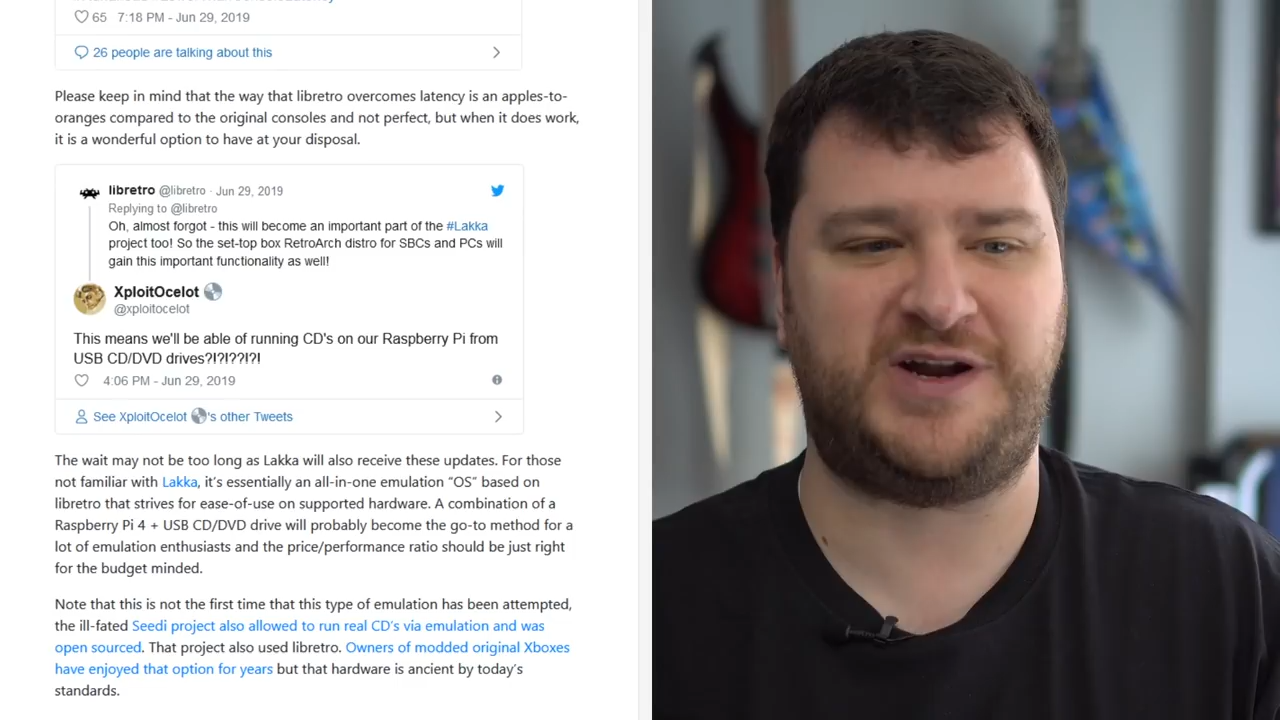 65 7:18 PM - Jun 29, 2019
26 people are talking about this
Please keep in mind that the way that libretro overcomes latency is an apples-to-
oranges compared to the original consoles and not perfect, but when it does work,
it is a wonderful option to have at your disposal.
libretro @libretro · Jun 29, 2019
Replying to @libretro
Oh, almost forgot - this will become an important part of the #Lakka
project too! So the set-top box RetroArch distro for SBCs and PCs will
gain this important functionality as well!
XploitOcelot
@xploitocelot
This means we'll be able of running CD's on our Raspberry Pi from
USB CD/DVD drives?!?!??!?!
4:06 PM - Jun 29, 2019
See XploitOcelot 's other Tweets
The wait may not be too long as Lakka will also receive these updates. For those
not familiar with Lakka, it’s essentially an all-in-one emulation “OS” based on
libretro that strives for ease-of-use on supported hardware. A combination of a
Raspberry Pi 4 + USB CD/DVD drive will probably become the go-to method for a
lot of emulation enthusiasts and the price/performance ratio should be just right
for the budget minded.
Note that this is not the first time that this type of emulation has been attempted,
the ill-fated Seedi project also allowed to run real CD’s via emulation and was
open sourced. That project also used libretro. Owners of modded original Xboxes
have enjoyed that option for years but that hardware is ancient by today’s
standards.